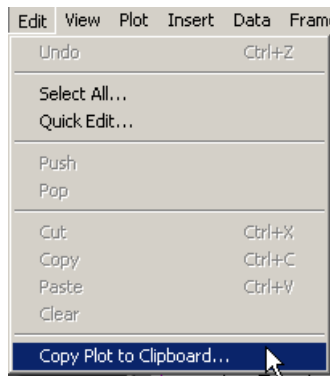 Edit View Plot Insert Data Fram
Undo Ctrl+Z
Select All...
Quick Edit...
Push
Pop
Cut Ctrl+X
Copy Ctrl+C
Paste Ctrl+V
Clear
Copy Plot to Clipboard...